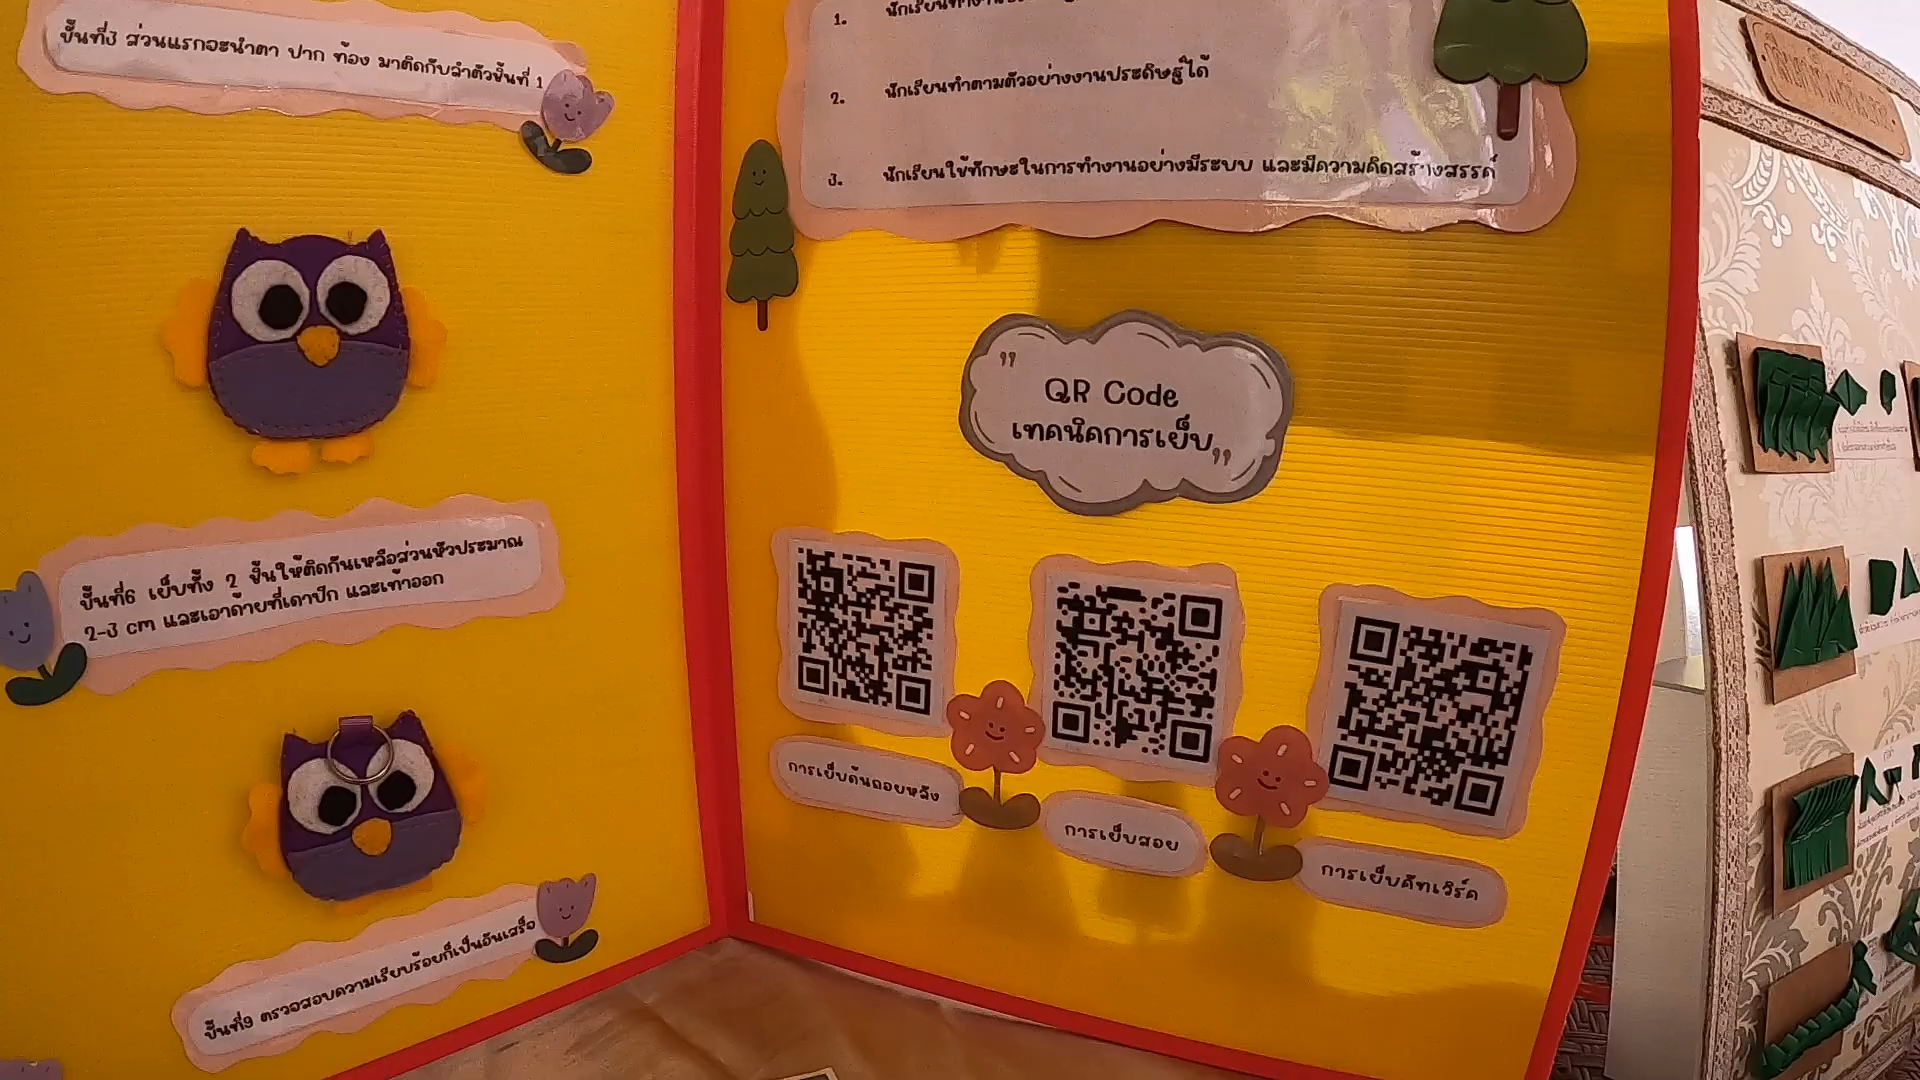 ขั้นที่3 ส่วนแรกจะนำตา ปาก ท้อง มาติดกับลำตัวชิ้นที่ 1
ขั้นที่6 เย็บทั้ง 2 ชิ้นให้ติดกันเหลือส่วนหัวประมาณ
2-3 cm และเอาด้ายที่เดาปีก และเท้าออก
ขั้นที่9 ตรวจสอบความเรียบร้อยก็เป็นอันเสร็จ
1.
2. นักเรียนทำตามตัวอย่างงานประดิษฐ์ได้
3. นักเรียนใช้ทักษะในการทำงานอย่างมีระบบ และมีความคิดสร้างสรรค์
" QR Code
เทคนิคการเย็บ "
การเย็บด้นถอยหลัง
การเย็บสอย
การเย็บคัทเวิร์ค